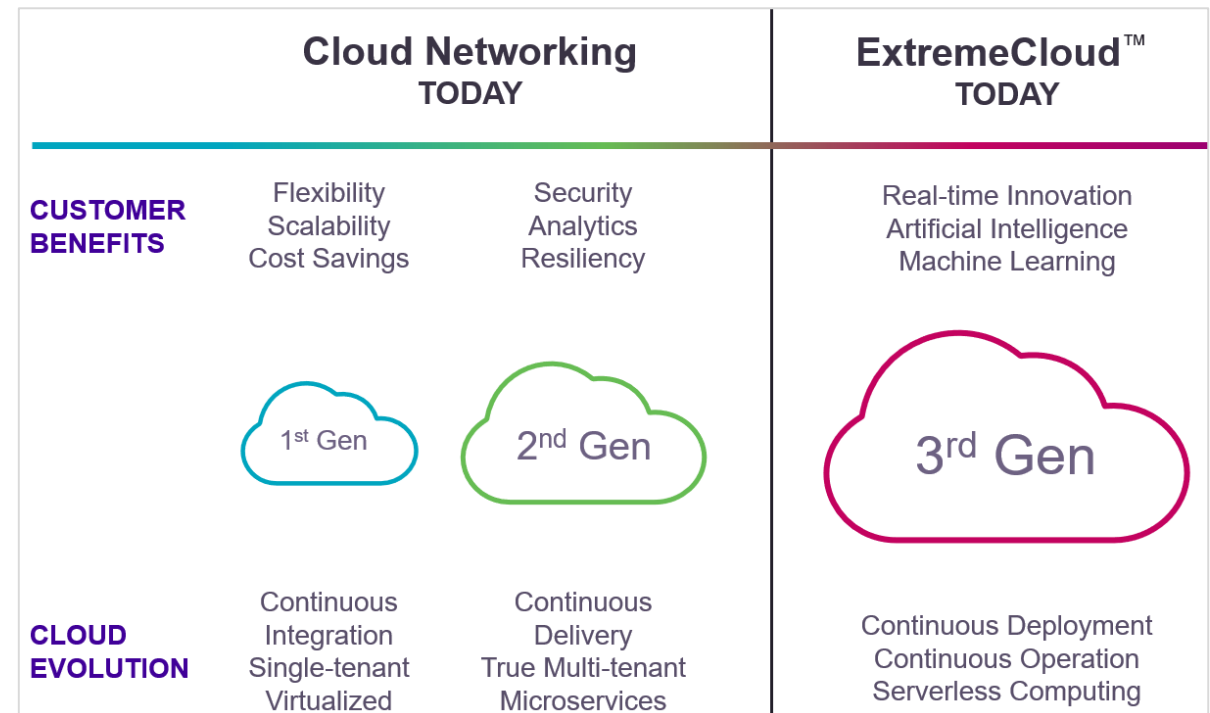 Cloud Networking
TODAY
ExtremeCloud™
TODAY
CUSTOMER
BENEFITS
Flexibility
Scalability
Cost Savings
Security
Analytics
Resiliency
Real-time Innovation
Artificial Intelligence
Machine Learning
1st Gen
2nd Gen
3rd Gen
CLOUD
EVOLUTION
Continuous
Integration
Single-tenant
Virtualized
Continuous
Delivery
True Multi-tenant
Microservices
Continuous Deployment
Continuous Operation
Serverless Computing